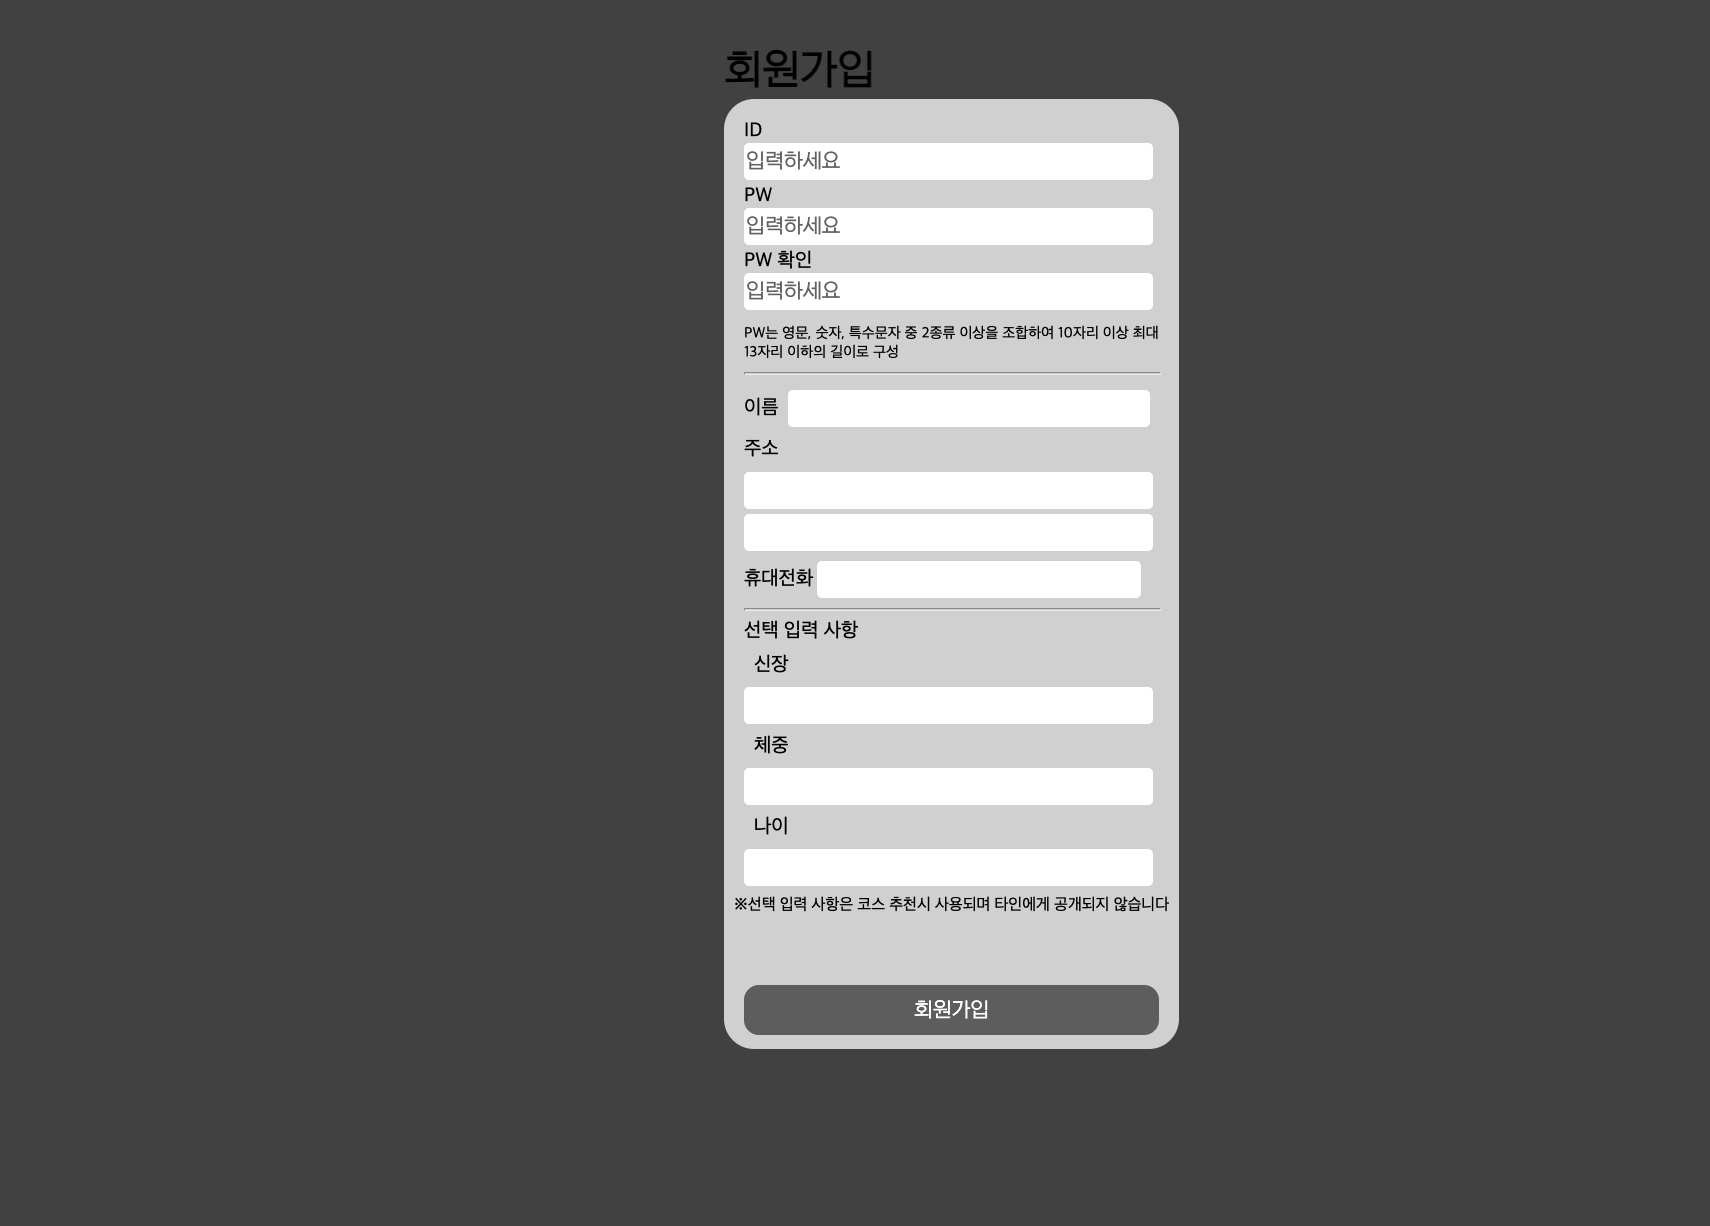 회원가입
ID
입력하세요
PW
입력하세요
PW 확인
입력하세요
PW는 영문, 숫자, 특수문자 중 2종류 이상을 조합하여 10자리 이상 최대
13자리 이하의 길이로 구성
이름
주소
휴대전화
선택 입력 사항
신장
체중
나이
※선택 입력 사항은 코스 추천시 사용되며 타인에게 공개되지 않습니다
회원가입